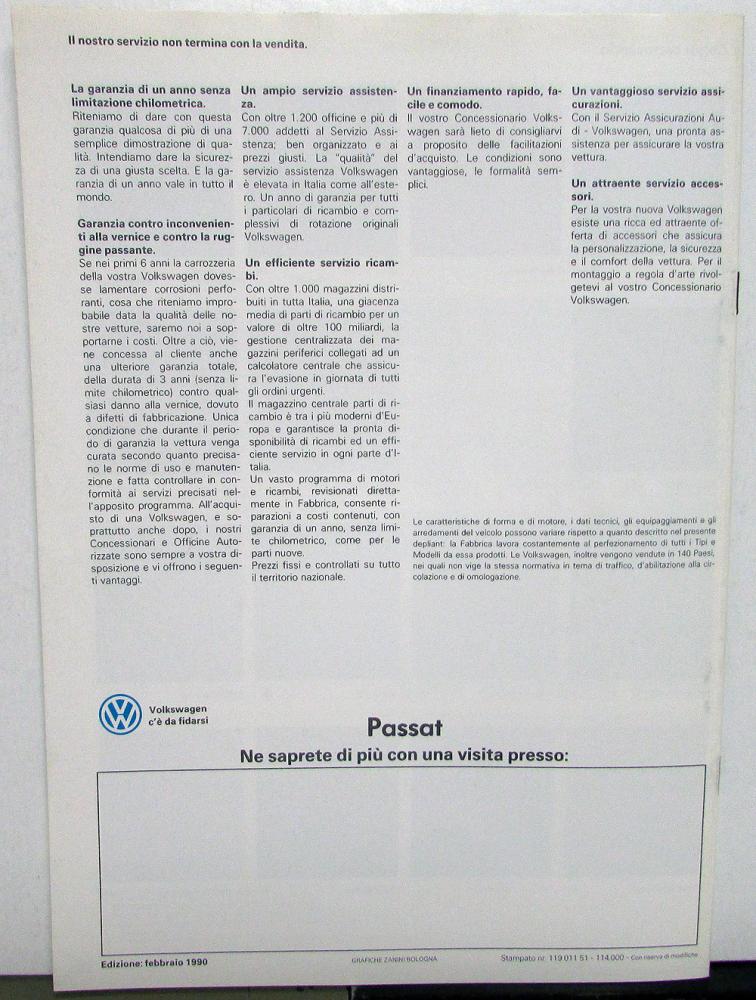 Il nostro servizio non termina con la vendita.
La garanzia di un anno senza
limitazione chilometrica.
Riteniamo di dare con questa
garanzia qualcosa di più di una
semplice dimostrazione di qua-
lità. Intendiamo dare la sicurez-
za di una giusta scelta. E la ga-
ranzia di un anno vale in tutto il
mondo.
Garanzia contro inconvenien-
ti alla vernice e contro la rug-
gine passante.
Se nei primi 6 anni la carrozzeria
della vostra Volkswagen doves-
se lamentare corrosioni perfo-
ranti, cosa che riteniamo impro-
babile data la qualità delle no-
stre vetture, saremo noi a sop-
portarne i costi. Oltre a ciò, vie-
ne concessa al cliente anche
una ulteriore garanzia totale,
della durata di 3 anni (senza li-
mite chilometrico) contro qual-
siasi danno alla vernice, dovuto
a difetti di fabbricazione. Unica
condizione che durante il perio-
do di garanzia la vettura venga
curata secondo quanto precisa-
no le norme di uso e manuten-
zione e fatta controllare in con-
formità ai servizi precisati nel-
l'apposito programma. All'acqui-
sto di una Volkswagen, e so-
prattutto anche dopo, i nostri
Concessionari e Officine Auto-
rizzate sono sempre a vostra di-
sposizione e vi offrono i seguen-
ti vantaggi.
Un ampio servizio assisten-
za.
Con oltre 1.200 officine e più di
7.000 addetti al Servizio Assi-
stenza; ben organizzato e ai
prezzi giusti. La "qualità" del
servizio assistenza Volkswagen
è elevata in Italia come all'este-
ro. Un anno di garanzia per tutti
i particolari di ricambio e com-
plessivi di rotazione originali
Volkswagen.
Un efficiente servizio ricam-
bi.
Con oltre 1.000 magazzini distri-
buiti in tutta Italia, una giacenza
media di parti di ricambio per un
valore di oltre 100 miliardi, la
gestione centralizzata dei ma-
gazzini periferici collegati ad un
calcolatore centrale che assicu-
ra l'evasione in giornata di tutti
gli ordini urgenti.
Il magazzino centrale parti di ri-
cambio è tra i più moderni d'Eu-
ropa e garantisce la pronta di-
sponibilità di ricambi ed un effi-
ciente servizio in ogni parte d'I-
talia.
Un vasto programma di motori
e ricambi, revisionati diretta-
mente in Fabbrica, consente ri-
parazioni a costi contenuti, con
garanzia di un anno, senza limi-
te chilometrico, come per le
parti nuove.
Prezzi fissi e controllati su tutto
il territorio nazionale.
Un finanziamento rapido, fa-
cile e comodo.
Il vostro Concessionario Volks-
wagen sarà lieto di consigliarvi
a proposito delle facilitazioni
d'acquisto. Le condizioni sono
vantaggiose, le formalità sem-
plici.
Un vantaggioso servizio assi-
curazioni.
Con il Servizio Assicurazioni Au-
di - Volkswagen, una pronta as-
sistenza per assicurare la vostra
vettura.
Un attraente servizio acces-
sori.
Per la vostra nuova Volkswagen
esiste una ricca ed attraente of-
ferta di accessori che assicura
la personalizzazione, la sicurezza
e il comfort della vettura. Per il
montaggio a regola d'arte rivol-
getevi al vostro Concessionario
Volkswagen.
Le caratteristiche di forma e di motore, i dati tecnici, gli equipaggiamenti e gli
arredamenti del veicolo possono variare rispetto a quanto descritto nel presente
depliant: la Fabbrica lavora costantemente al perfezionamento di tutti i Tipi e
Modelli da essa prodotti. Le Volkswagen, inoltre vengono vendute in 140 Paesi,
nei quali non vige la stessa normativa in tema di traffico, d'abilitazione alla cir-
colazione e di omologazione.
Volkswagen
c'è da fidarsi
Passat
Ne saprete di più con una visita presso:
Edizione: febbraio 1990
GRAFICHE ZANINI BOLOGNA
Stampato nr. 119 011 51 - 114.000 - Con riserva di modifiche